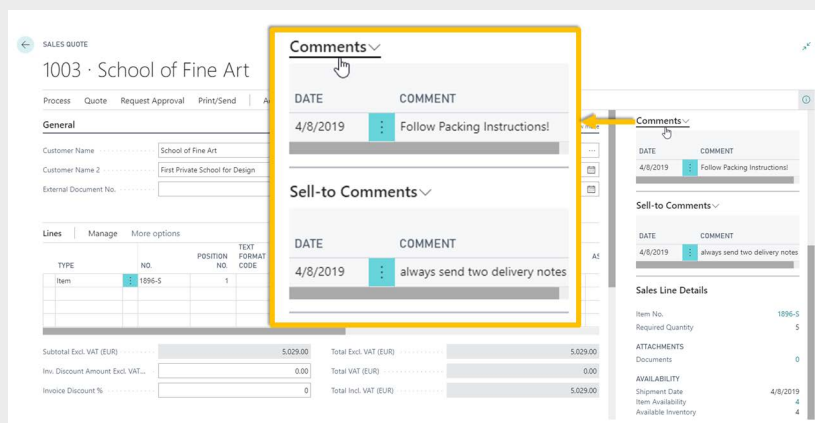 SALES QUOTE
1003 · School of Fine Art
Process Quote Request Approval Print/Send
General
Customer Name School of Fine Art
Customer Name 2 First Private School for Design
External Document No.
Lines Manage More options
TYPE NO. POSITION NO. TEXT FORMAT CODE
Item 1896-S 1
Subtotal Excl. VAT (EUR) 5,029.00 Total Excl. VAT (EUR) 5,029.00
Inv. Discount Amount Excl. VAT... 0.00 Total VAT (EUR) 0.00
Invoice Discount % 0 Total Incl. VAT (EUR) 5,029.00
Comments
DATE COMMENT
4/8/2019 Follow Packing Instructions!
Sell-to Comments
DATE COMMENT
4/8/2019 always send two delivery notes
Comments
DATE COMMENT
4/8/2019 Follow Packing Instructions!
Sell-to Comments
DATE COMMENT
4/8/2019 always send two delivery notes
Sales Line Details
Item No. 1896-S
Required Quantity 5
ATTACHMENTS
Documents 0
AVAILABILITY
Shipment Date 4/8/2019
Item Availability 4
Available Inventory 4